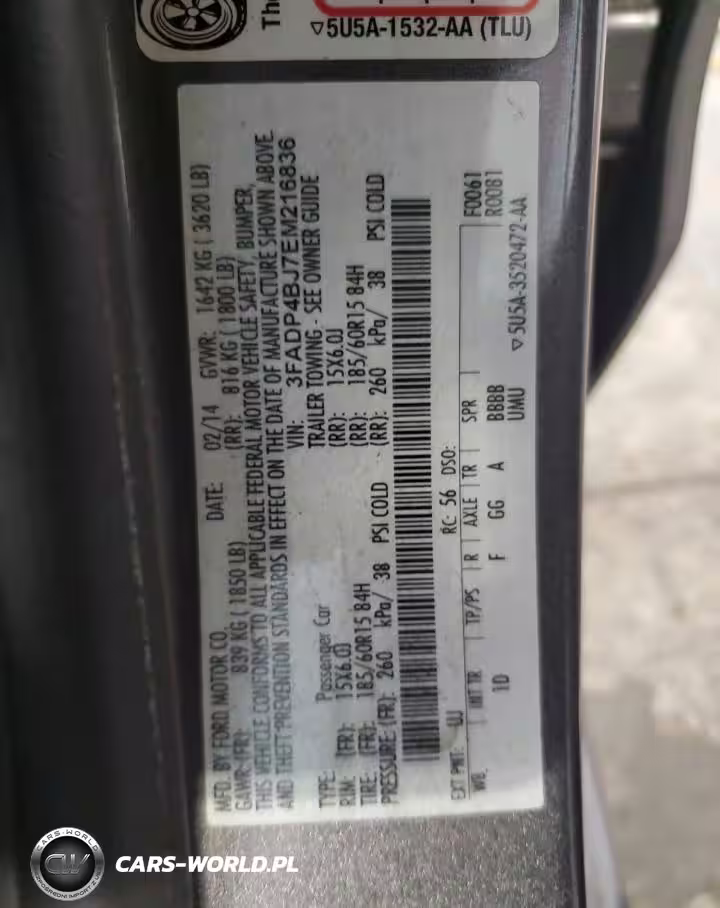 The
▽5U5A-1532-AA (TLU)
MFD. BY FORD MOTOR CO. DATE: 02/14 GVWR: 1642 KG ( 3620 LB)
GAWR: (FR): 839 KG ( 1850 LB) (RR): 816 KG ( 1800 LB)
THIS VEHICLE CONFORMS TO ALL APPLICABLE FEDERAL MOTOR VEHICLE SAFETY, BUMPER,
AND THEFT PREVENTION STANDARDS IN EFFECT ON THE DATE OF MANUFACTURE SHOWN ABOVE.
VIN: 3FADP4BJ7EM216836
TYPE: Passenger Car TRAILER TOWING - SEE OWNER GUIDE
RIM: (FR): 15X6.0J (RR): 15X6.0J
TIRE: (FR): 185/60R15 84H (RR): 185/60R15 84H
PRESSURE: (FR): 260 kPa/ 38 PSI COLD (RR): 260 kPa/ 38 PSI COLD
EXT PNT: UJ RC: 56 DSO:
WB INT TR TP/PS R AXLE TR SPR F0061
1D F GG A BBBB R0081
UMU
▽5U5A-3520472-AA
CARS-WORLD
CW
CARS-WORLD.PL